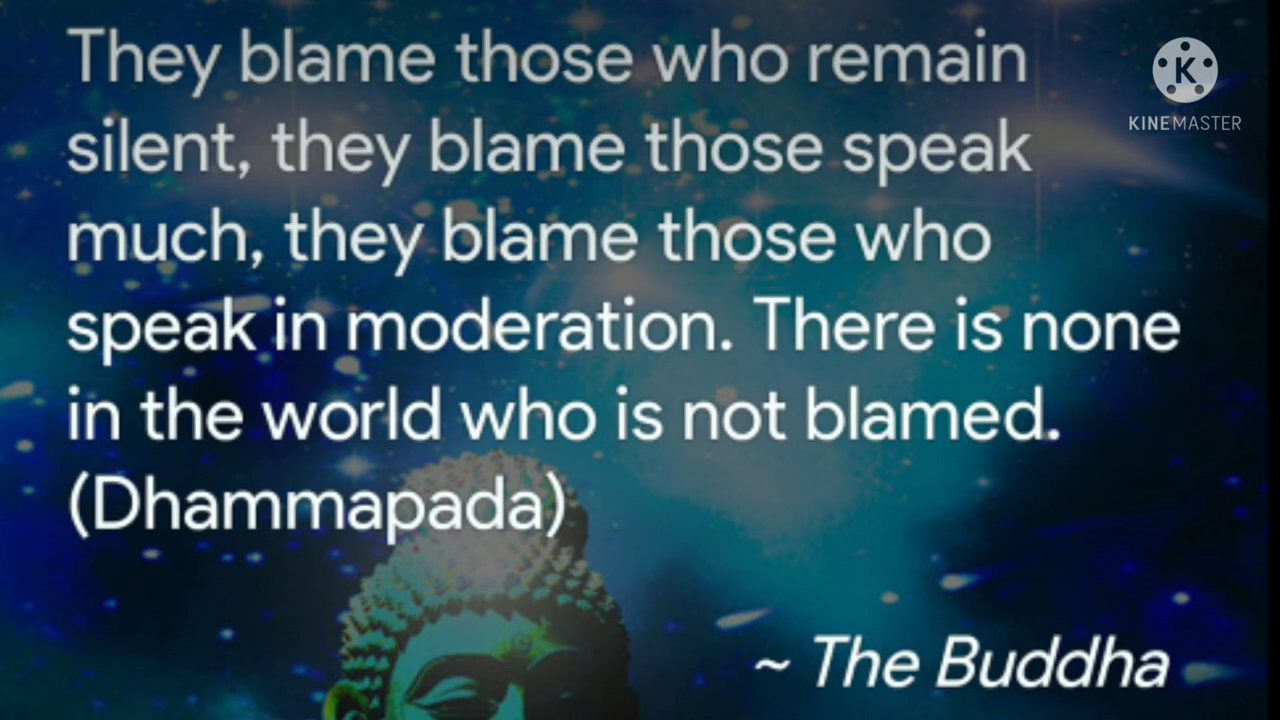 They blame those who remain
silent, they blame those speak
much, they blame those who
speak in moderation. There is none
in the world who is not blamed.
(Dhammapada)
~ The Buddha
K
KINEMASTER